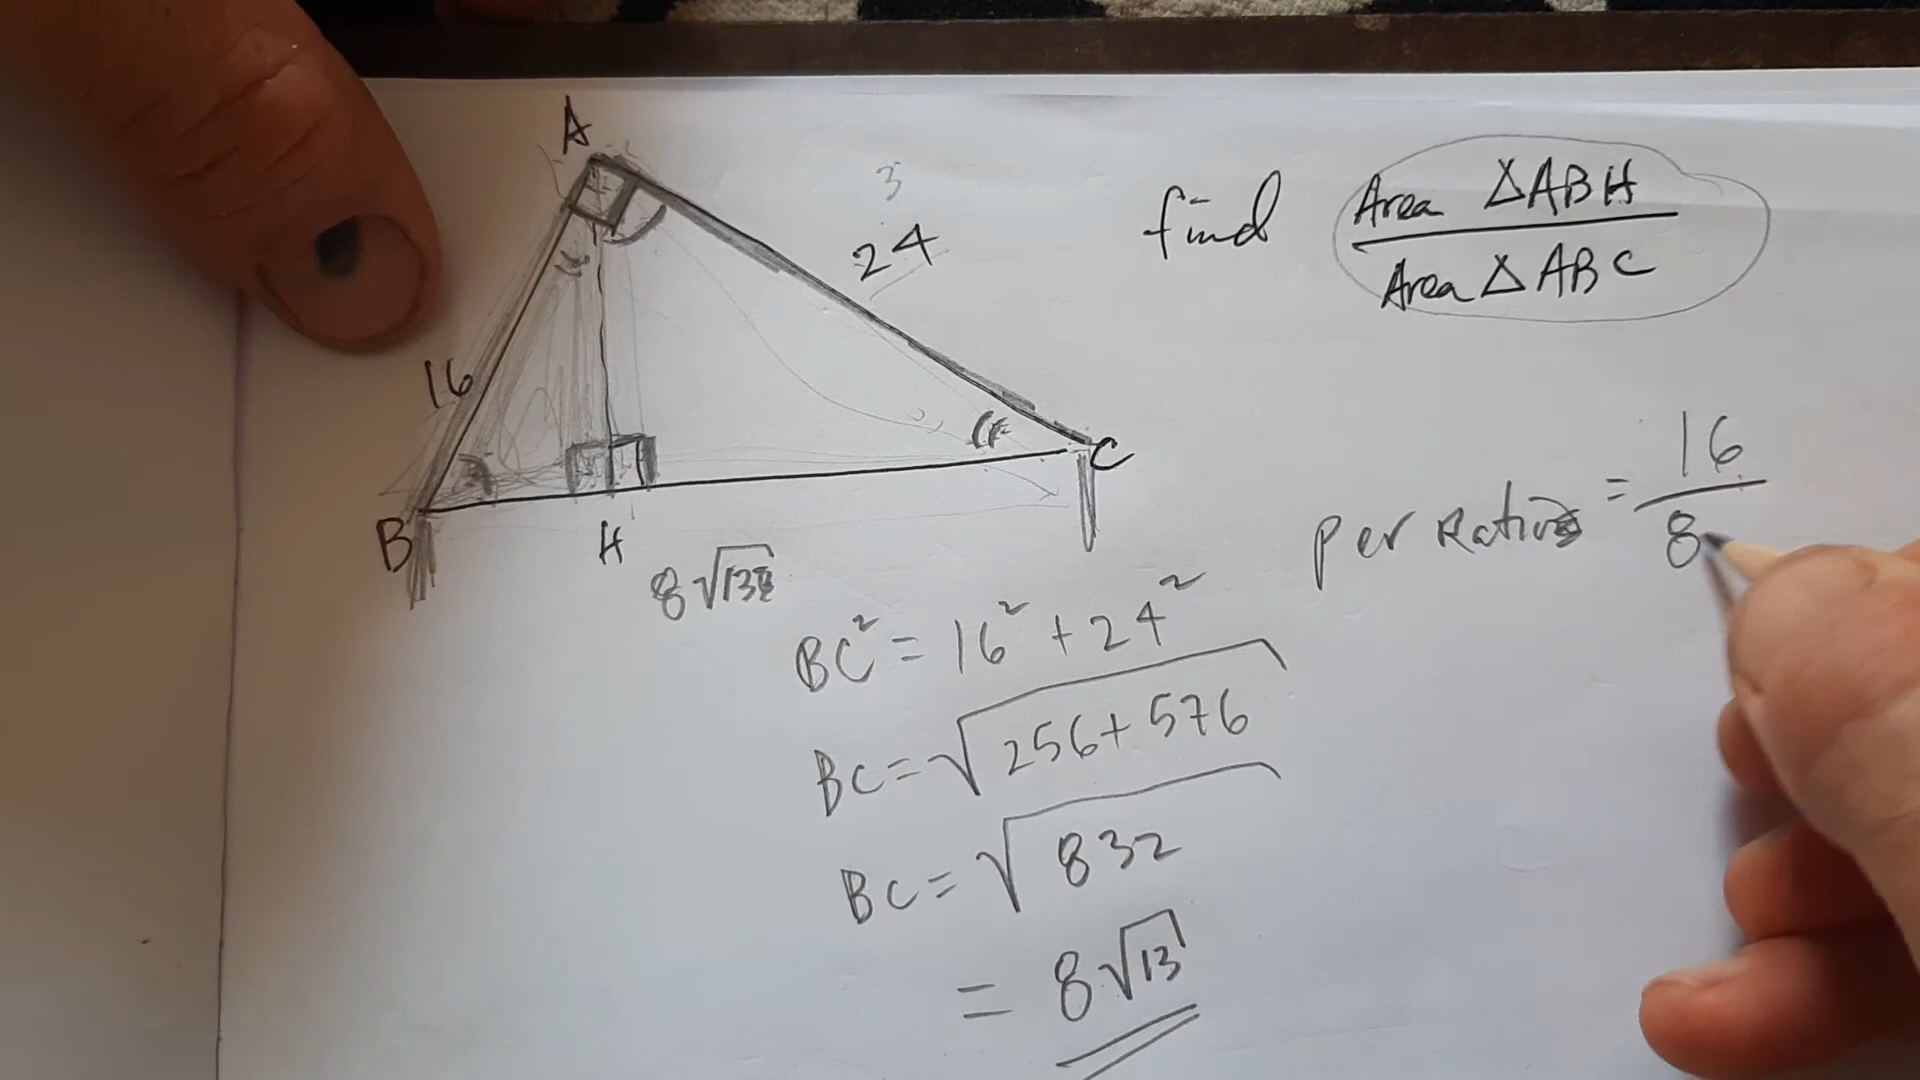 A
3
24
16
B
H
C
8√13
find Area △ABH
Area △ABC
per Ratio = 16
8
BC² = 16² + 24²
BC = √256 + 576
BC = √832
= 8√13